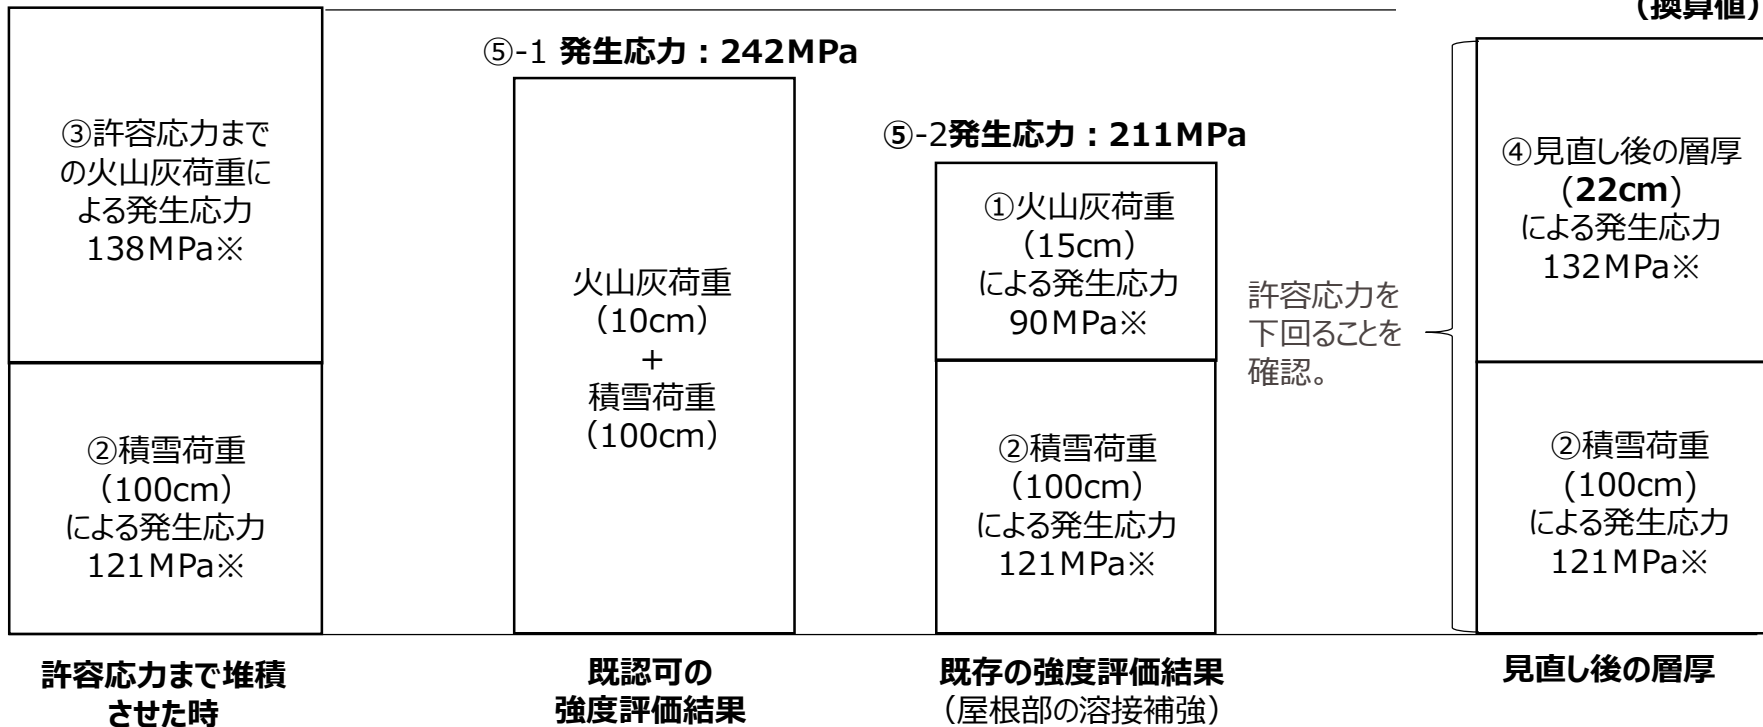 （換算値）
⑤-1 発生応力：242MPa
⑤-2発生応力：211MPa
③許容応力まで
の火山灰荷重に
よる発生応力
138MPa※
②積雪荷重
（100cm）
による発生応力
121MPa※
火山灰荷重
（10cm）
+
積雪荷重
（100cm）
①火山灰荷重
（15cm）
による発生応力
90MPa※
②積雪荷重
（100cm）
による発生応力
121MPa※
許容応力を
下回ることを
確認。
④見直し後の層厚
（22cm）
による発生応力
132MPa※
②積雪荷重
（100cm）
による発生応力
121MPa※
許容応力まで堆積
させた時
既認可の
強度評価結果
既存の強度評価結果
（屋根部の溶接補強）
見直し後の層厚